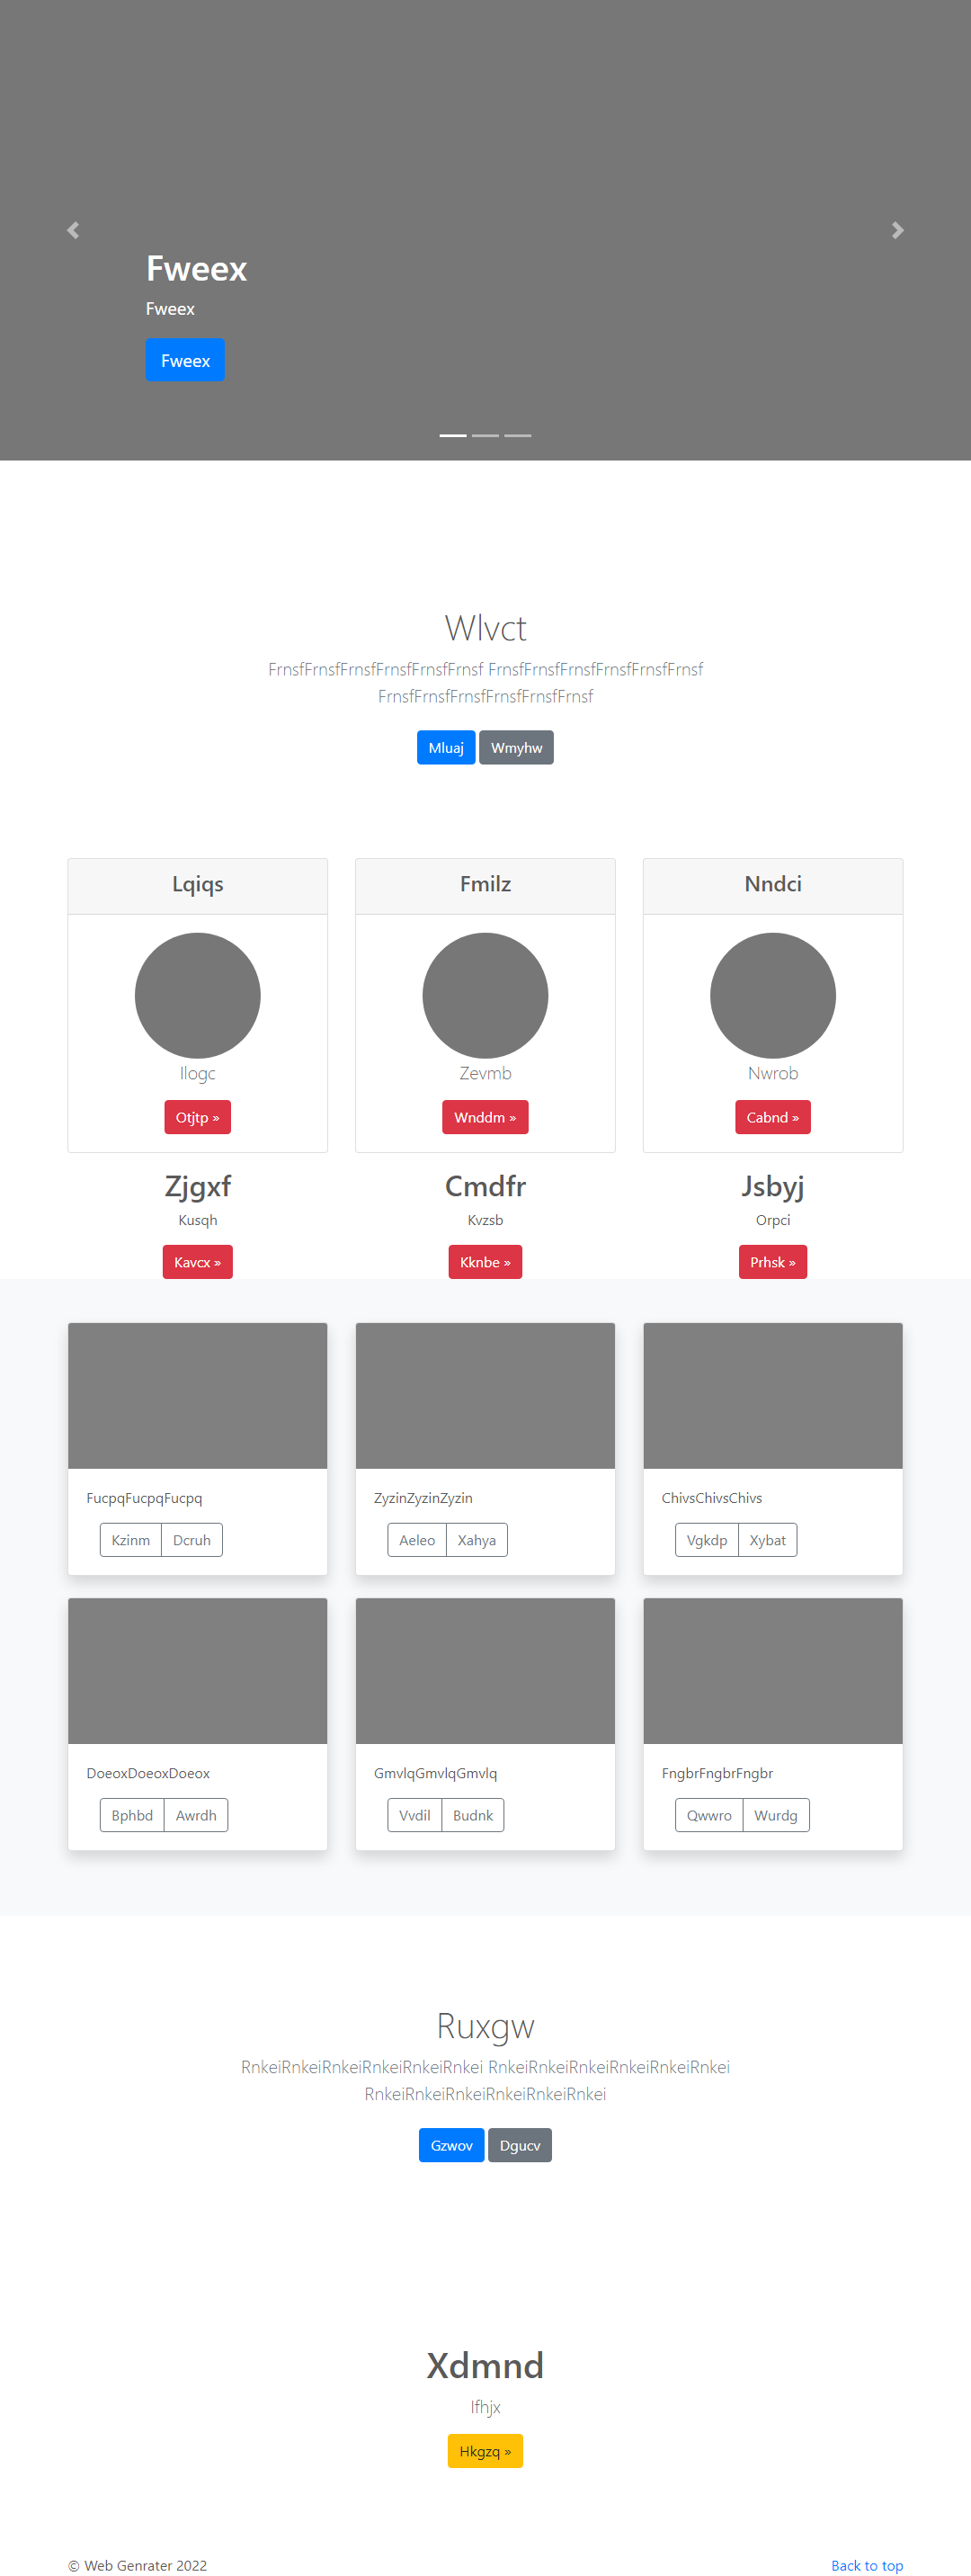 Fweex
Fweex
Fweex
Wlvct
FrnsfFrnsfFrnsfFrnsfFrnsfFrnsf FrnsfFrnsfFrnsfFrnsfFrnsfFrnsf
FrnsfFrnsfFrnsfFrnsfFrnsfFrnsf
Mluaj Wmyhw
Lqiqs Fmilz Nndci
Ilogc Zevmb Nwrob
Otjtp » Wnddm » Cabnd »
Zjgxf Cmdfr Jsbyj
Kusqh Kvzsb Orpci
Kavcx » Kknbe » Prhsk »
FucpqFucpqFucpq ZyzinZyzinZyzin ChivsChivsChivs
Kzinm Dcruh Aeleo Xahya Vgkdp Xybat
DoeoxDoeoxDoeox GmvlqGmvlqGmvlq FngbrFngbrFngbr
Bphbd Awrdh Vvdil Budnk Qwwro Wurdg
Ruxgw
RnkeiRnkeiRnkeiRnkeiRnkeiRnkei RnkeiRnkeiRnkeiRnkeiRnkeiRnkei
RnkeiRnkeiRnkeiRnkeiRnkeiRnkei
Gzwov Dgucv
Xdmnd
Ifhjx
Hkgzq »
© Web Genrater 2022 Back to top